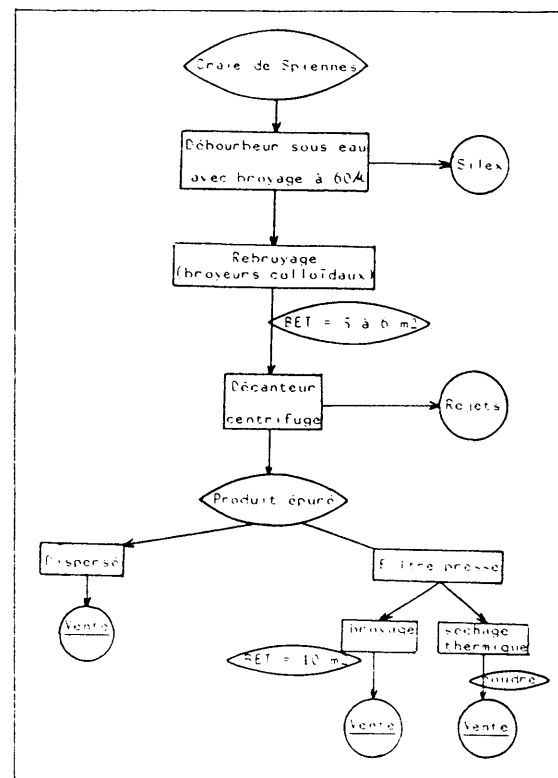 Craie de Spiennes
Débourbeur sous eau
avec broyage à 60µ
Silex
Rebroyage
(broyeurs colloïdaux)
BET = 5 à 6 m2
Décanteur
centrifuge
Rejets
Produit épuré
Dispersé
Filtre presse
Vente
broyage
séchage
thermique
BET = 10 m2
Poudre
Vente
Vente